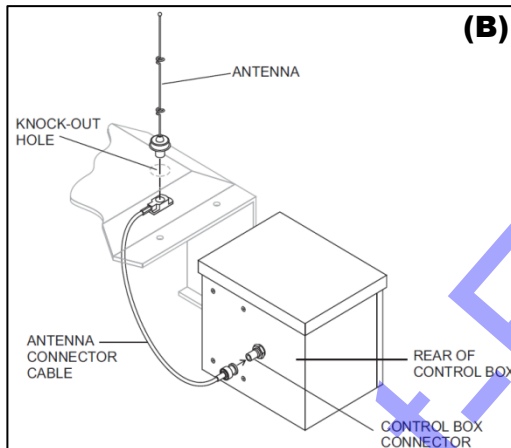 (B)
ANTENNA
KNOCK-OUT
HOLE
ANTENNA
CONNECTOR
CABLE
REAR OF
CONTROL BOX
CONTROL BOX
CONNECTOR